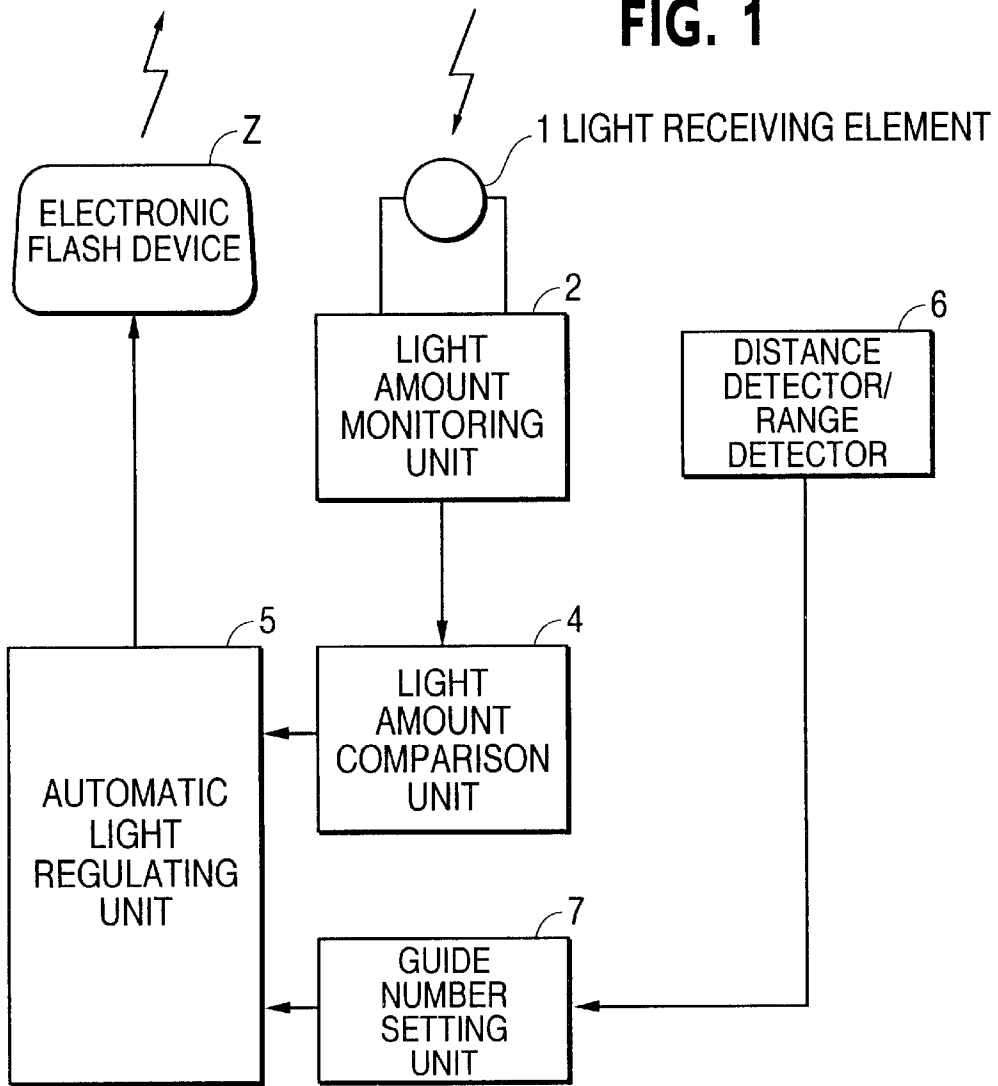 FIG. 1
Z
ELECTRONIC
FLASH DEVICE
1 LIGHT RECEIVING ELEMENT
2
LIGHT
AMOUNT
MONITORING
UNIT
6
DISTANCE
DETECTOR/
RANGE
DETECTOR
5
AUTOMATIC
LIGHT
REGULATING
UNIT
4
LIGHT
AMOUNT
COMPARISON
UNIT
7
GUIDE
NUMBER
SETTING
UNIT